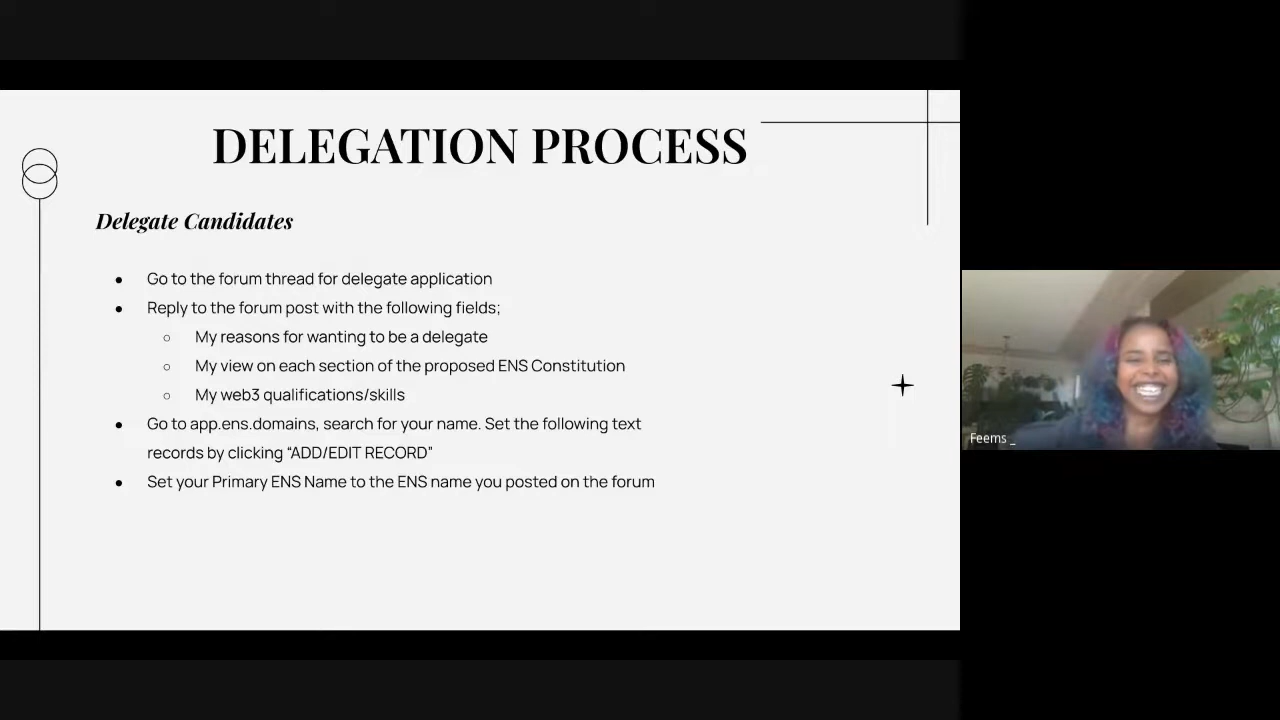 DELEGATION PROCESS
Delegate Candidates
● Go to the forum thread for delegate application
● Reply to the forum post with the following fields;
○ My reasons for wanting to be a delegate
○ My view on each section of the proposed ENS Constitution
○ My web3 qualifications/skills
● Go to app.ens.domains, search for your name. Set the following text
records by clicking “ADD/EDIT RECORD”
● Set your Primary ENS Name to the ENS name you posted on the forum
Feems _